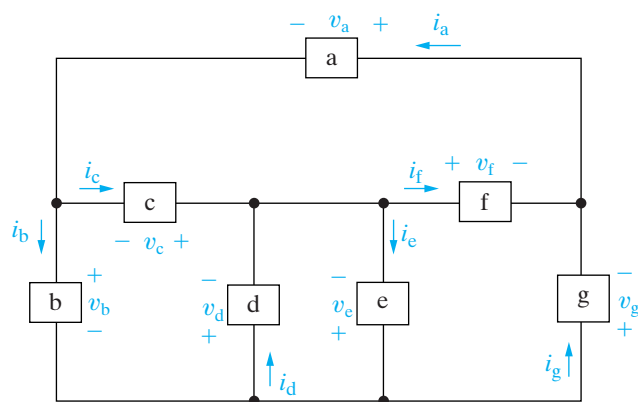 − v_a + i_a
a
i_c i_f + v_f −
c f
i_b − v_c + i_e
+ − − −
b v_b v_d d v_e e g v_g
− + + +
i_d i_g